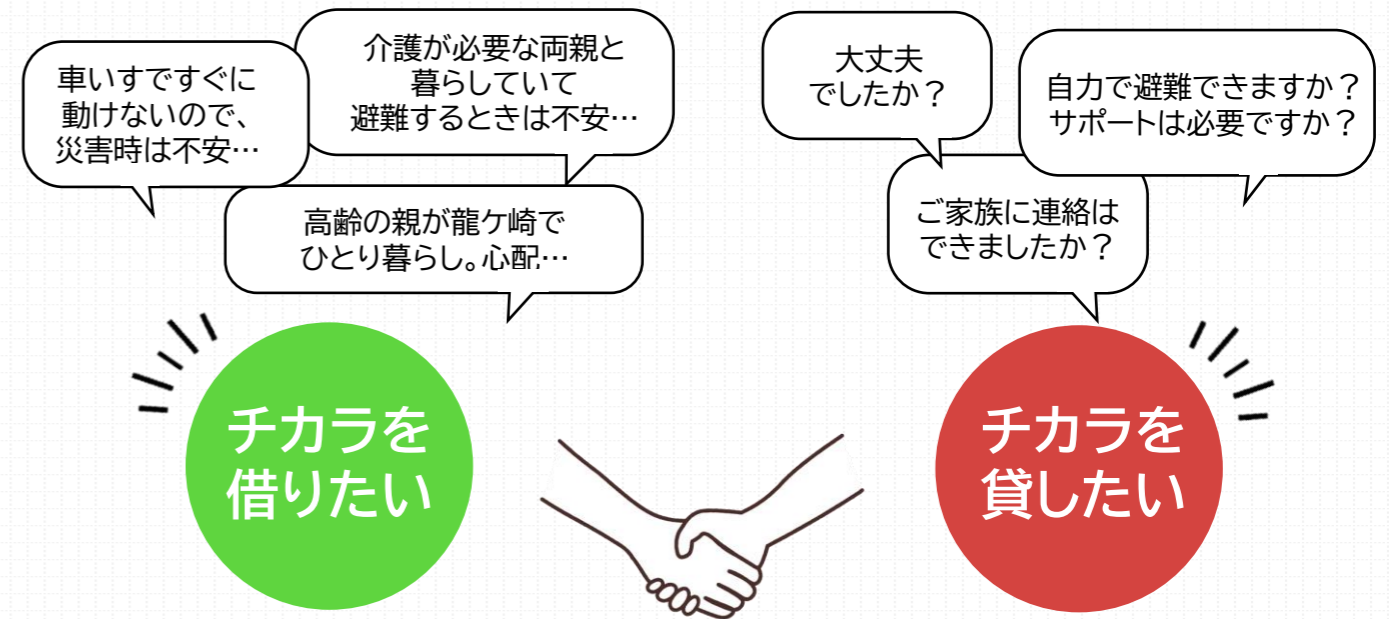 車いすですぐに
動けないので、
災害時は不安…
介護が必要な両親と
暮らしていて
避難するときは不安…
高齢の親が龍ケ崎で
ひとり暮らし。心配…
大丈夫
でしたか？
自力で避難できますか？
サポートは必要ですか？
ご家族に連絡は
できましたか？
チカラを
借りたい
チカラを
貸したい